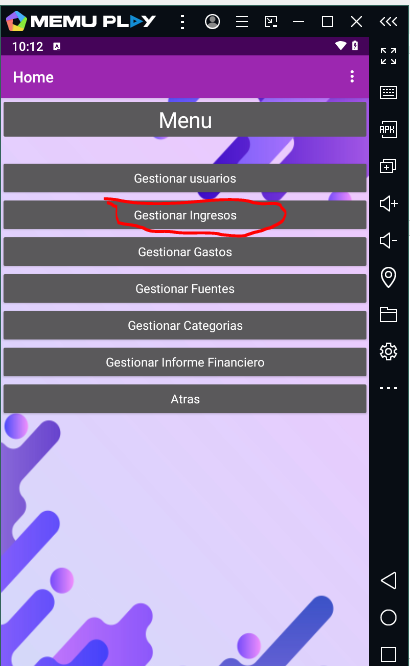 MEMU PLAY
10:12
Home
Menu
Gestionar usuarios
Gestionar Ingresos
Gestionar Gastos
Gestionar Fuentes
Gestionar Categorias
Gestionar Informe Financiero
Atras
APK